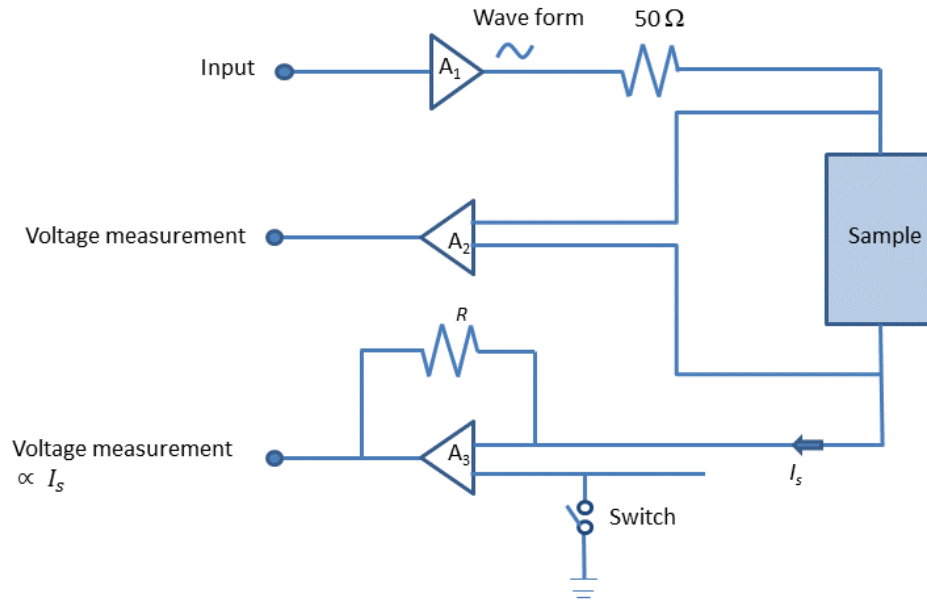 Wave form
50 Ω
Input
A₁
Voltage measurement
A₂
Sample
R
Voltage measurement
∝ Iₛ
A₃
Iₛ
Switch